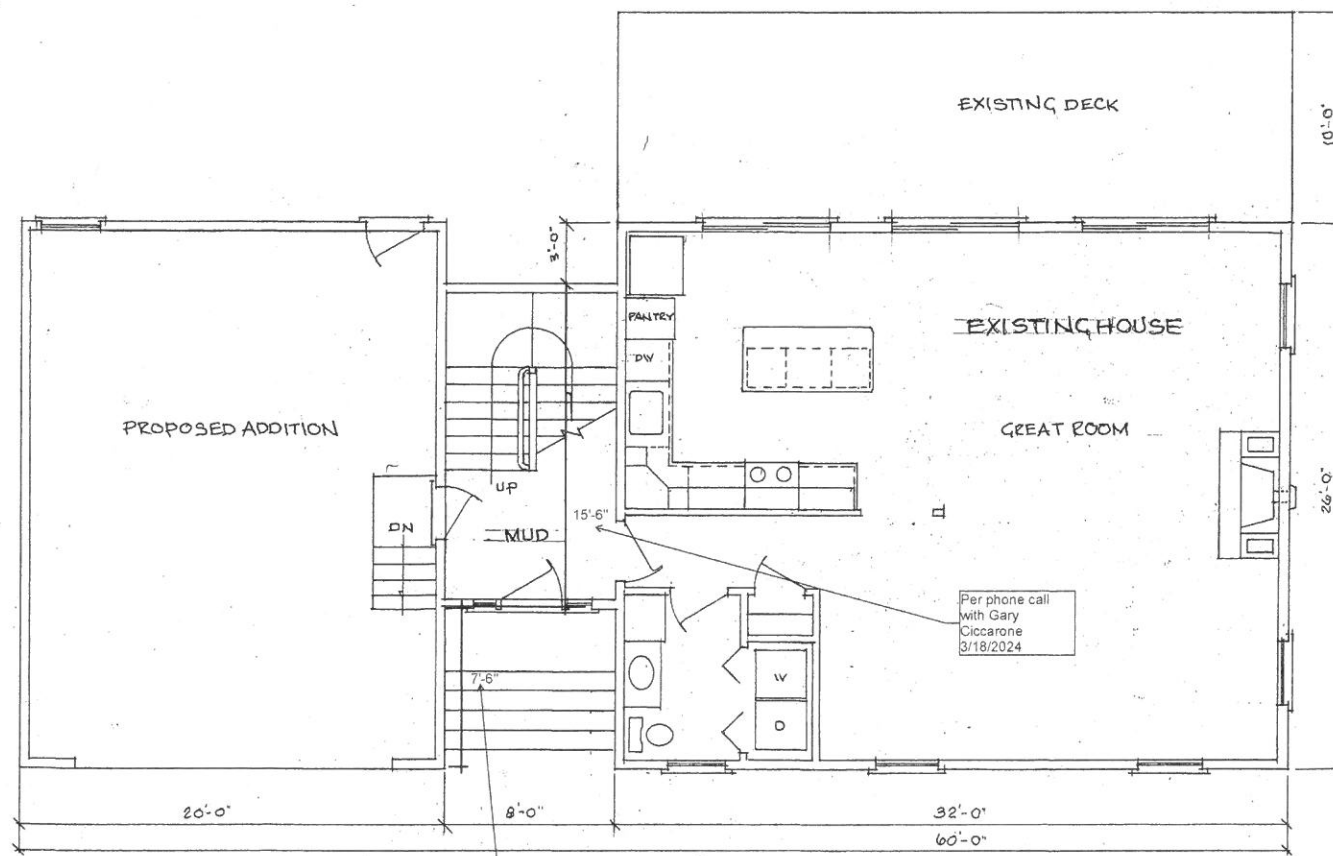 EXISTING DECK
10'-0"
3'-0"
PANTRY
EXISTING HOUSE
DW
PROPOSED ADDITION
GREAT ROOM
UP
15'-6"
26'-0"
DN
MUD
Per phone call
with Gary
Ciccarone
3/18/2024
7'-6"
W
D
20'-0"
8'-0"
32'-0"
60'-0"